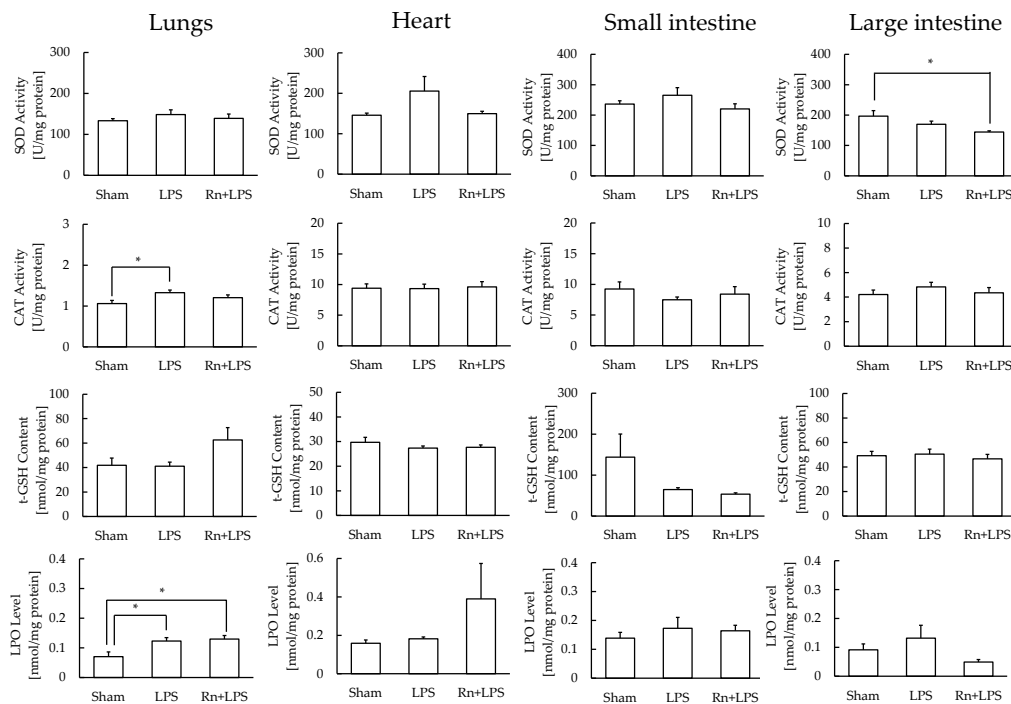 Lungs
Heart
Small intestine
Large intestine
SOD Activity
[U/mg protein]
300
200
100
0
Sham LPS Rn+LPS
SOD Activity
[U/mg protein]
300
200
100
0
Sham LPS Rn+LPS
SOD Activity
[U/mg protein]
400
300
200
100
0
Sham LPS Rn+LPS
SOD Activity
[U/mg protein]
400
300
200
100
0
*
Sham LPS Rn+LPS
CAT Activity
[U/mg protein]
3
2
1
0
*
Sham LPS Rn+LPS
CAT Activity
[U/mg protein]
20
15
10
5
0
Sham LPS Rn+LPS
CAT Activity
[U/mg protein]
20
15
10
5
0
Sham LPS Rn+LPS
CAT Activity
[U/mg protein]
10
8
6
4
2
0
Sham LPS Rn+LPS
t-GSH Content
[nmol/mg protein]
100
80
60
40
20
0
Sham LPS Rn+LPS
t-GSH Content
[nmol/mg protein]
50
40
30
20
10
0
Sham LPS Rn+LPS
t-GSH Content
[nmol/mg protein]
300
200
100
0
Sham LPS Rn+LPS
t-GSH Content
[nmol/mg protein]
100
80
60
40
20
0
Sham LPS Rn+LPS
LPO Level
[nmol/mg protein]
0.4
0.3
0.2
0.1
0
*
*
Sham LPS Rn+LPS
LPO Level
[nmol/mg protein]
0.6
0.4
0.2
0
Sham LPS Rn+LPS
LPO Level
[nmol/mg protein]
0.4
0.3
0.2
0.1
0
Sham LPS Rn+LPS
LPO Level
[nmol/mg protein]
0.4
0.3
0.2
0.1
0
Sham LPS Rn+LPS